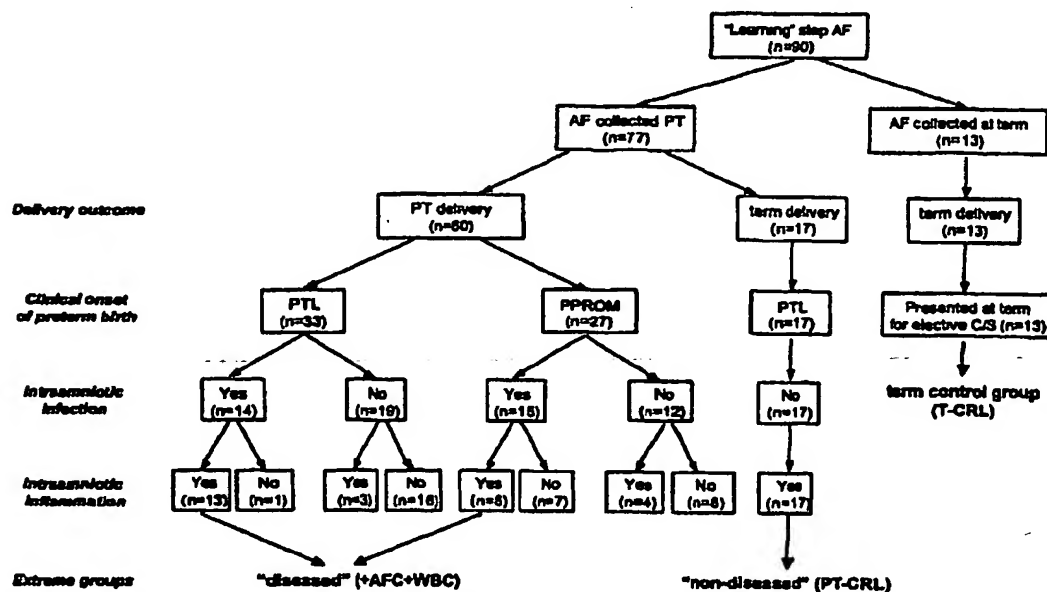 "Learning" step AF
(n=90)
AF collected PT
(n=77)
AF collected at term
(n=13)
Delivery outcome
PT delivery
(n=60)
term delivery
(n=17)
term delivery
(n=13)
Clinical onset
of preterm birth
PTL
(n=33)
PPROM
(n=27)
PTL
(n=17)
Presented at term
for elective C/S (n=13)
Intraamniotic
infection
Yes
(n=14)
No
(n=19)
Yes
(n=15)
No
(n=12)
No
(n=17)
term control group
(T-CRL)
Intraamniotic
inflammation
Yes
(n=13)
No
(n=1)
Yes
(n=3)
No
(n=16)
Yes
(n=8)
No
(n=7)
Yes
(n=4)
No
(n=8)
Yes
(n=17)
Extreme groups
"diseased" (+AFC+WBC)
"non-diseased" (PT-CRL)